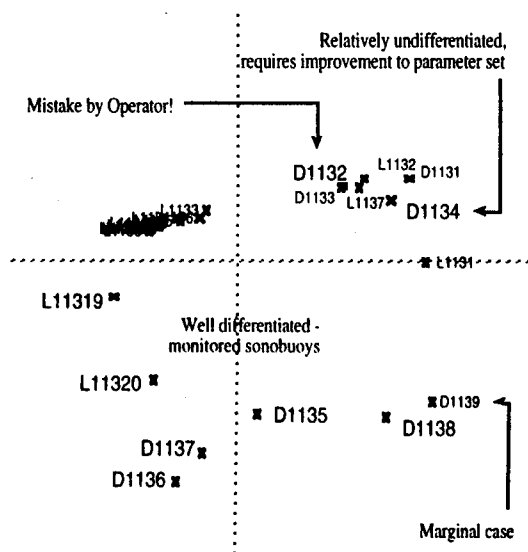 Relatively undifferentiated,
requires improvement to parameter set
Mistake by Operator!
D1132
L1132
D1131
D1133
L1137
D1134
L1133
L1131
L11319
Well differentiated -
monitored sonobuoys
L11320
D1139
D1135
D1138
D1137
D1136
Marginal case